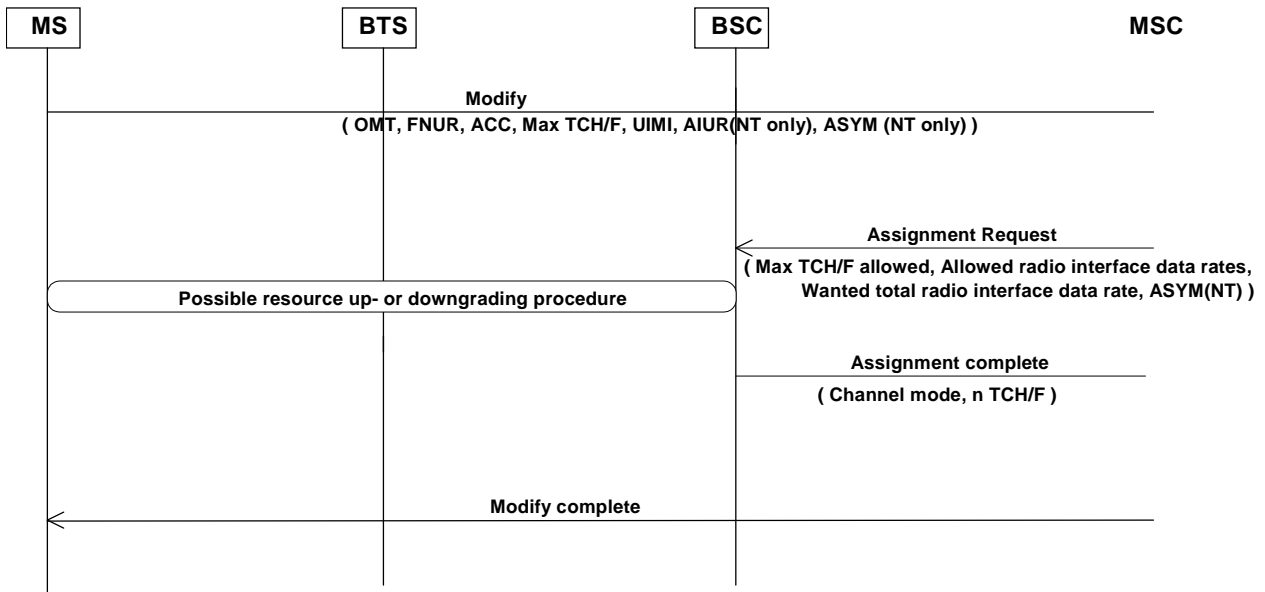 MS BTS BSC MSC
Modify
( OMT, FNUR, ACC, Max TCH/F, UIMI, AIUR(NT only), ASYM (NT only) )
Assignment Request
( Max TCH/F allowed, Allowed radio interface data rates,
Wanted total radio interface data rate, ASYM(NT) )
Possible resource up- or downgrading procedure
Assignment complete
( Channel mode, n TCH/F )
Modify complete